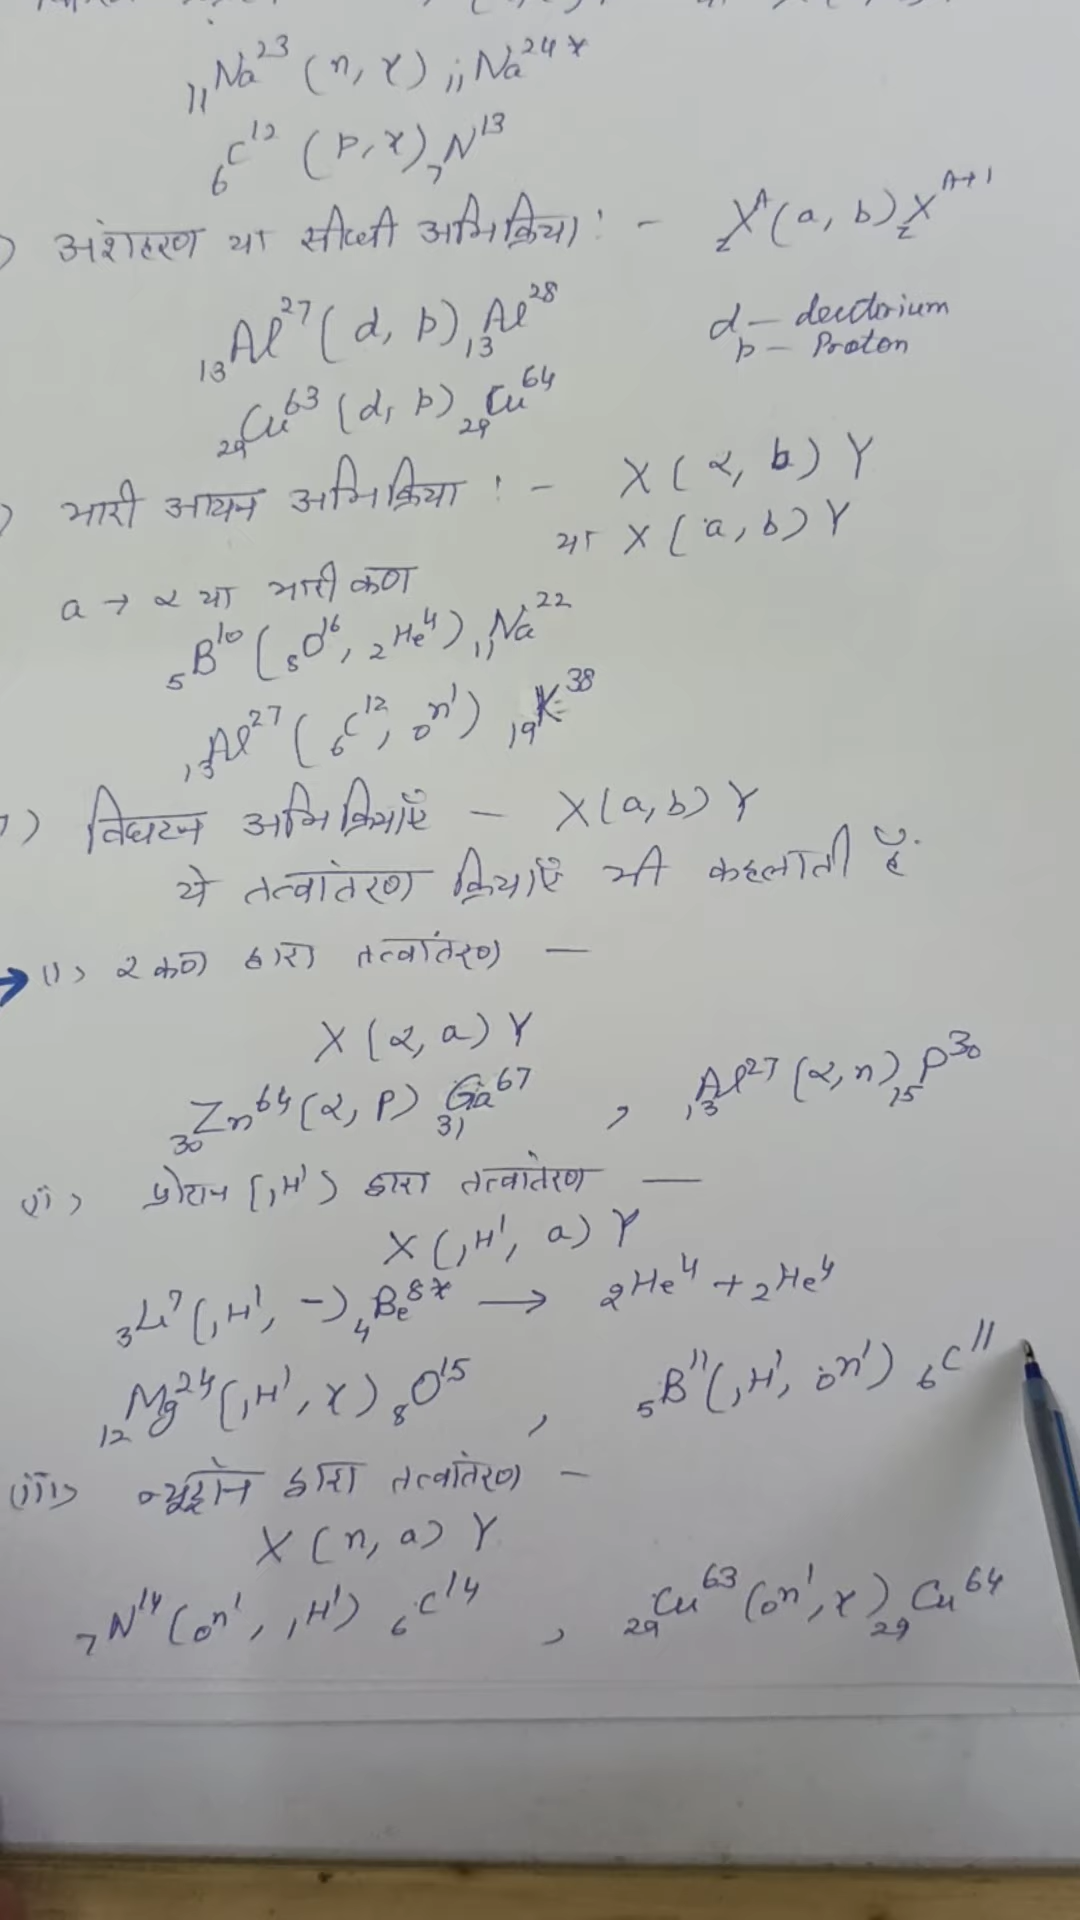 ₁₁Na²³ (n, γ) ₁₁Na²⁴*
₆C¹² (p, γ) ₇N¹³
) अंशहरण या सीधी अभिक्रिया : - zXᴬ (a, b) zXᴬ⁺¹
₁₃Al²⁷ (d, p) ₁₃Al²⁸
d - deutorium
p - Proton
₂₉Cu⁶³ (d, p) ₂₉Cu⁶⁴
) भारी आयन अभिक्रिया : - X (α, b) Y
या X (a, b) Y
a → α या भारी कण
₅B¹⁰ (₈O¹⁶, ₂He⁴) ₁₁Na²²
₁₃Al²⁷ (₆C¹², ₀n¹) ₁₉K³⁸
) विघटन अभिक्रियाएँ - X (a, b) Y
ये तत्वांतरण क्रियाएँ भी कहलाती हैं
→ (i) α कण द्वारा तत्वांतरण —
X (α, a) Y
₃₀Zn⁶⁴ (α, p) ₃₁Ga⁶⁷ , ₁₃Al²⁷ (α, n) ₁₅P³⁰
(ii) प्रोटान (₁H¹) द्वारा तत्वांतरण —
X (₁H¹, a) Y
₃Li⁷ (₁H¹, -) ₄Be⁸* → ₂He⁴ + ₂He⁴
₁₂Mg²⁴ (₁H¹, γ) ₈O¹⁵ , ₅B¹¹ (₁H¹, ₀n¹) ₆C¹¹
(iii) न्यूट्रॉन द्वारा तत्वांतरण -
X (n, a) Y
₇N¹⁴ (₀n¹, ₁H¹) ₆C¹⁴ , ₂₉Cu⁶³ (₀n¹, γ) ₂₉Cu⁶⁴